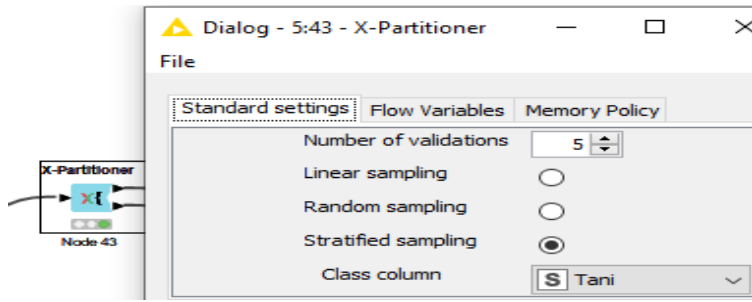 Dialog - 5:43 - X-Partitioner
File
Standard settings Flow Variables Memory Policy
Number of validations 5
Linear sampling
Random sampling
Stratified sampling
Class column S Tani
X-Partitioner
Node 43